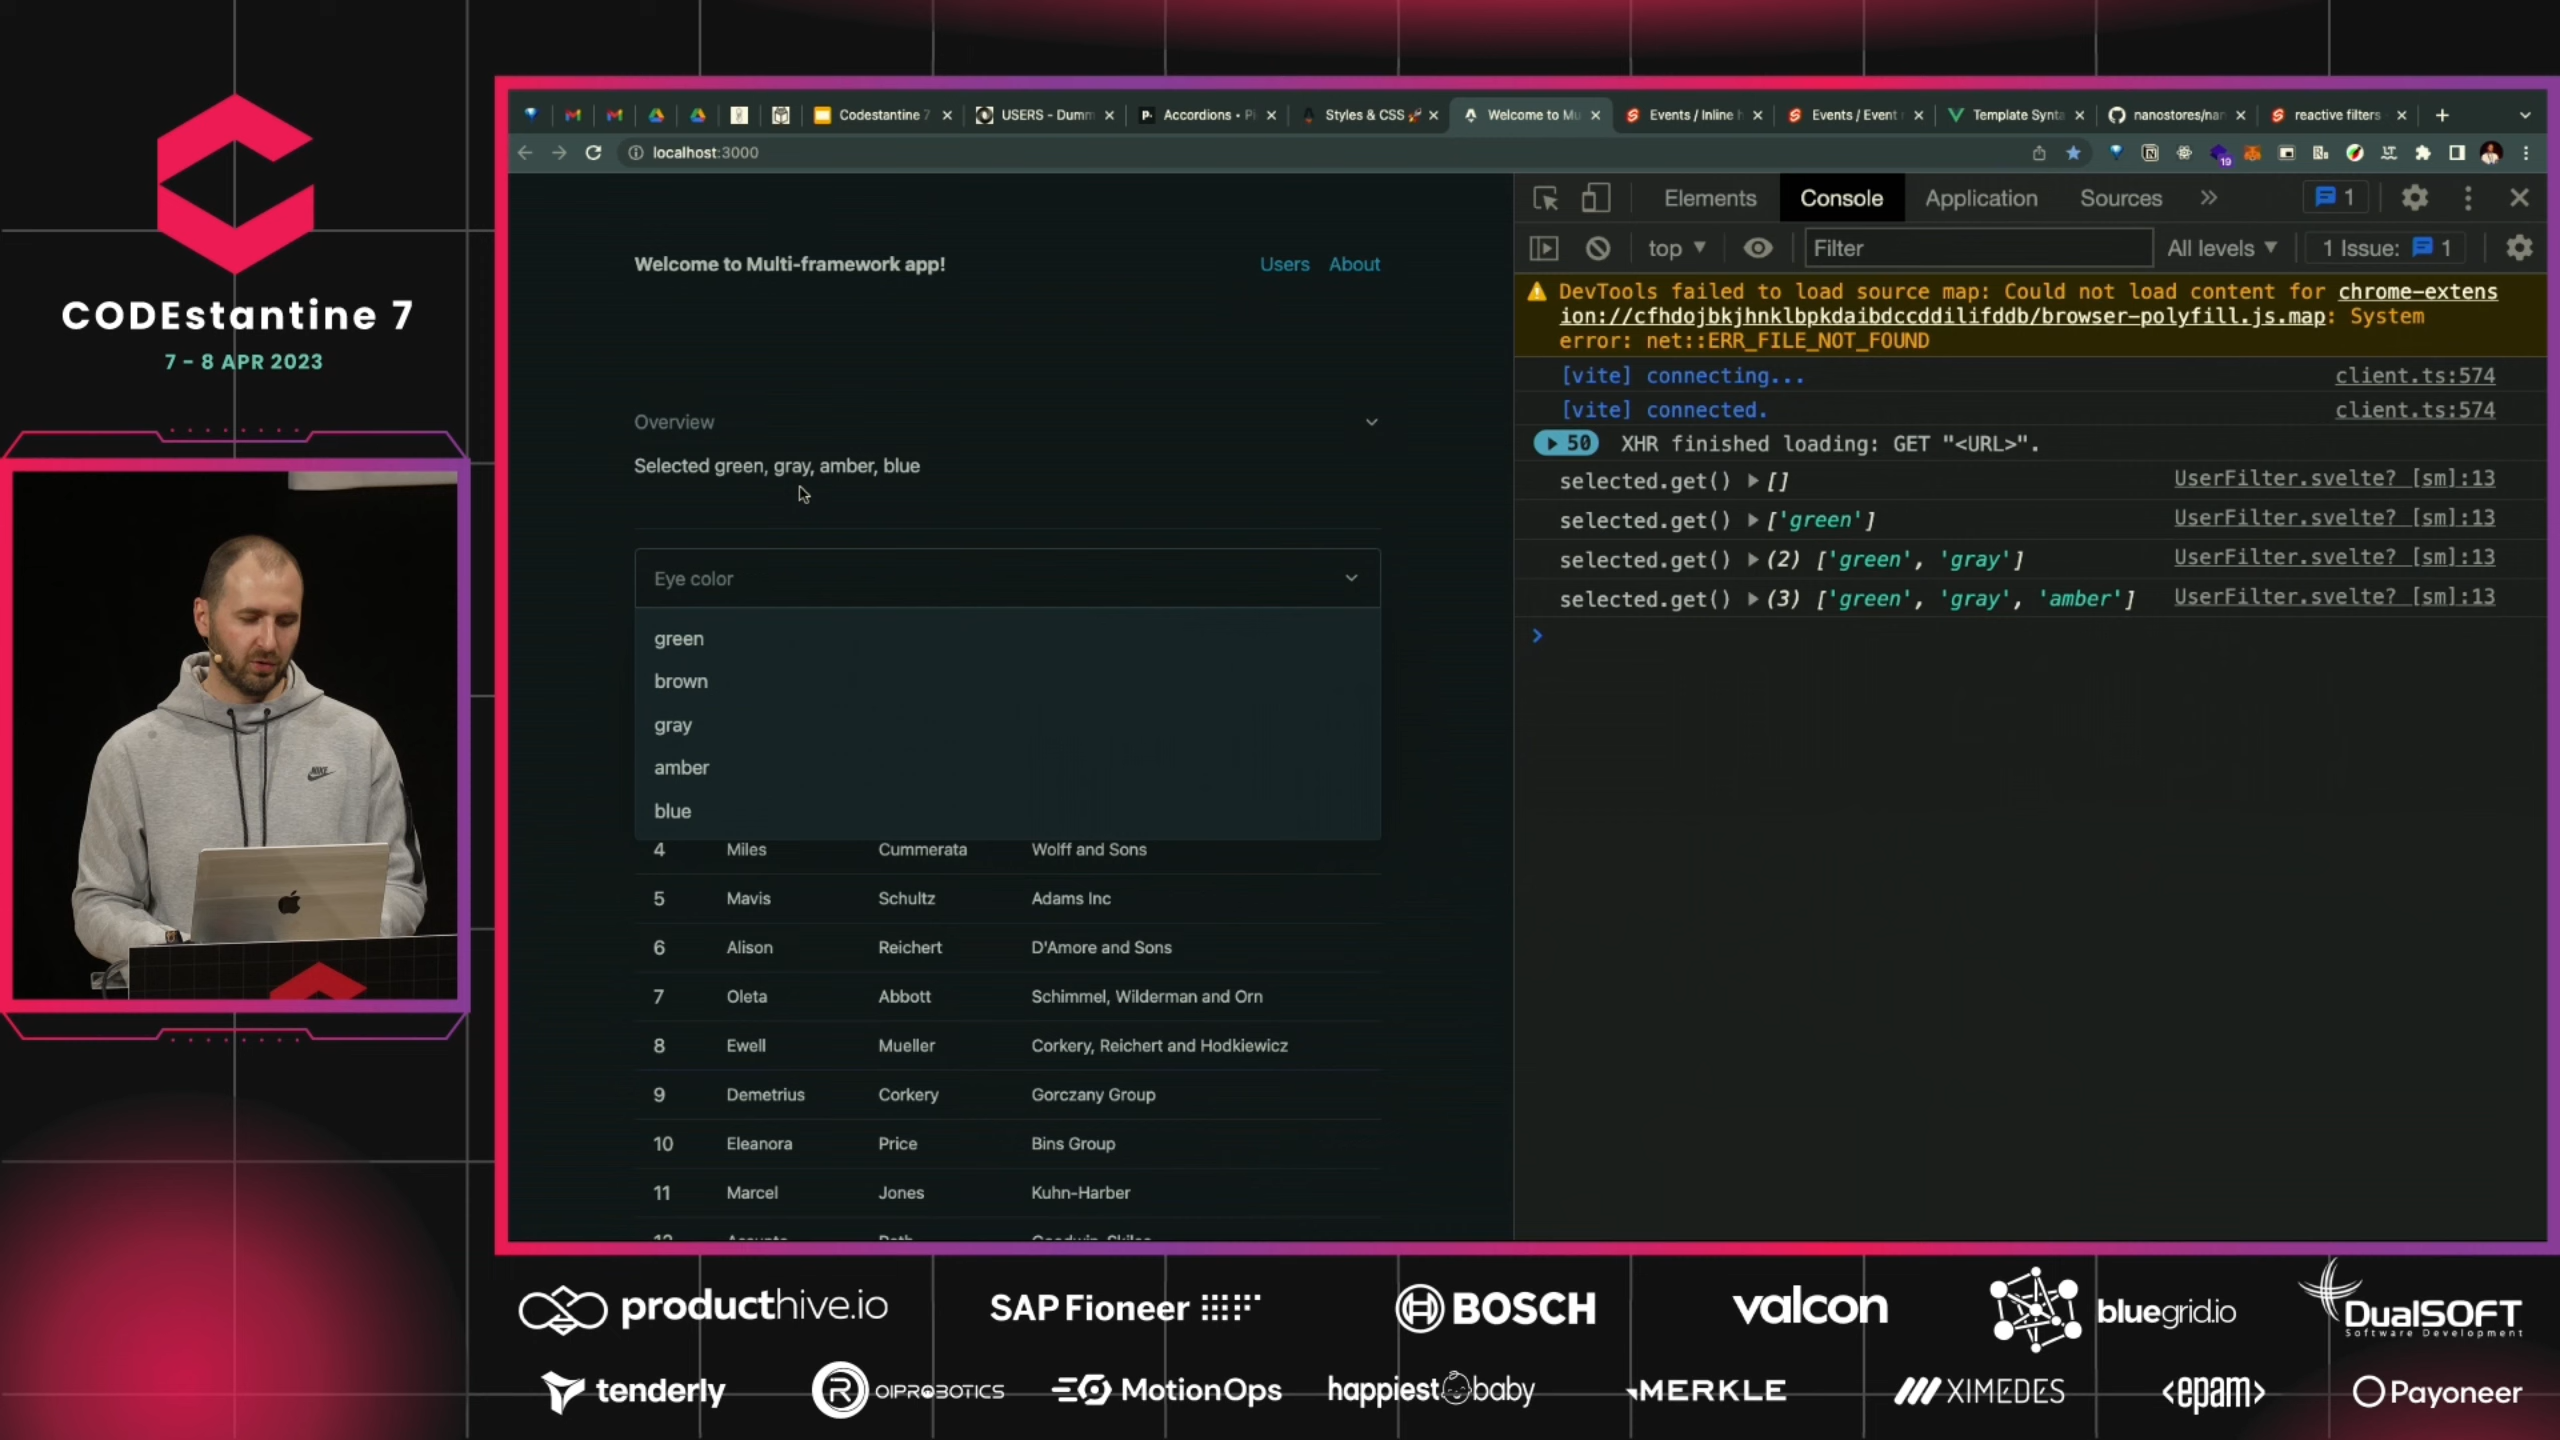 CODEstantine 7
7 – 8 APR 2023
Codestantine 7
USERS - Dumm
Accordions • Pi
Styles & CSS 🚀
Welcome to Mu
Events / Inline h
Events / Event
Template Synta
nanostores/nan
reactive filters
localhost:3000
19
Welcome to Multi-framework app!
Users
About
Overview
Selected green, gray, amber, blue
Eye color
green
brown
gray
amber
blue
4 Miles Cummerata Wolff and Sons
5 Mavis Schultz Adams Inc
6 Alison Reichert D'Amore and Sons
7 Oleta Abbott Schimmel, Wilderman and Orn
8 Ewell Mueller Corkery, Reichert and Hodkiewicz
9 Demetrius Corkery Gorczany Group
10 Eleanora Price Bins Group
11 Marcel Jones Kuhn-Harber
Elements Console Application Sources 1
top Filter All levels 1 Issue: 1
DevTools failed to load source map: Could not load content for chrome-extens
ion://cfhdojbkjhnklbpkdaibdccddilifddb/browser-polyfill.js.map: System
error: net::ERR_FILE_NOT_FOUND
[vite] connecting... client.ts:574
[vite] connected. client.ts:574
50 XHR finished loading: GET "<URL>".
selected.get() [] UserFilter.svelte? [sm]:13
selected.get() ['green'] UserFilter.svelte? [sm]:13
selected.get() (2) ['green', 'gray'] UserFilter.svelte? [sm]:13
selected.get() (3) ['green', 'gray', 'amber'] UserFilter.svelte? [sm]:13
NIKE
producthive.io
SAP Fioneer
BOSCH
valcon
bluegrid.io
DualSOFT
Software Development
tenderly
R OIPROBOTICS
MotionOps
happiest baby
MERKLE
XIMEDES
<epam>
Payoneer